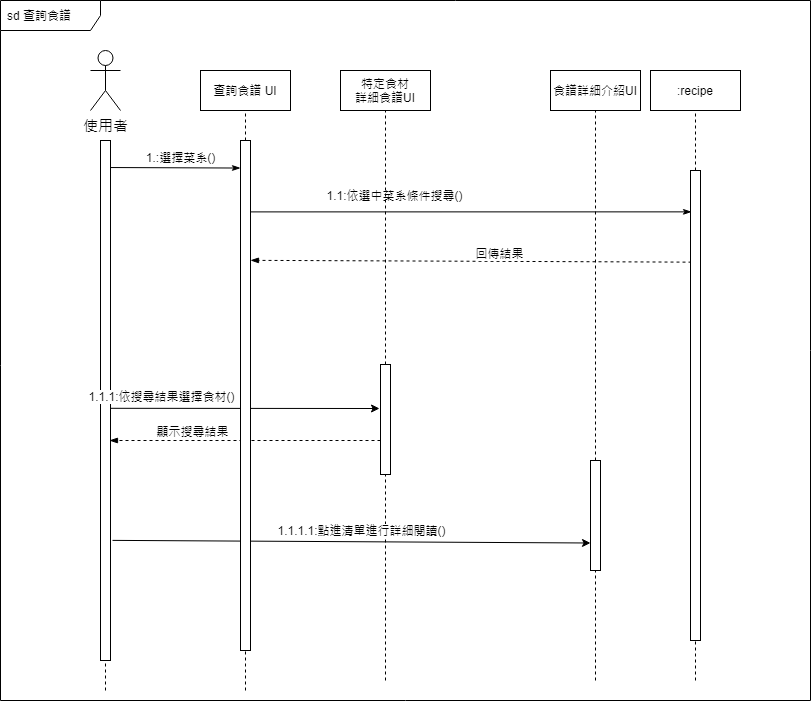 sd 查詢食譜
使用者
查詢食譜 UI
特定食材
詳細食譜UI
食譜詳細介紹UI
:recipe
1.:選擇菜系()
1.1:依選中菜系條件搜尋()
回傳結果
1.1.1:依搜尋結果選擇食材()
顯示搜尋結果
1.1.1.1:點進清單進行詳細閱讀()